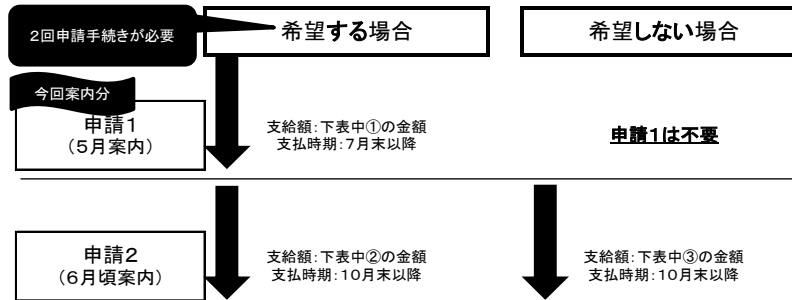 2回申請手続きが必要
希望する場合
希望しない場合
今回案内分
申請1
(5月案内)
支給額:下表中①の金額
支払時期:7月末以降
申請1は不要
申請2
(6月頃案内)
支給額:下表中②の金額
支払時期:10月末以降
支給額:下表中③の金額
支払時期:10月末以降